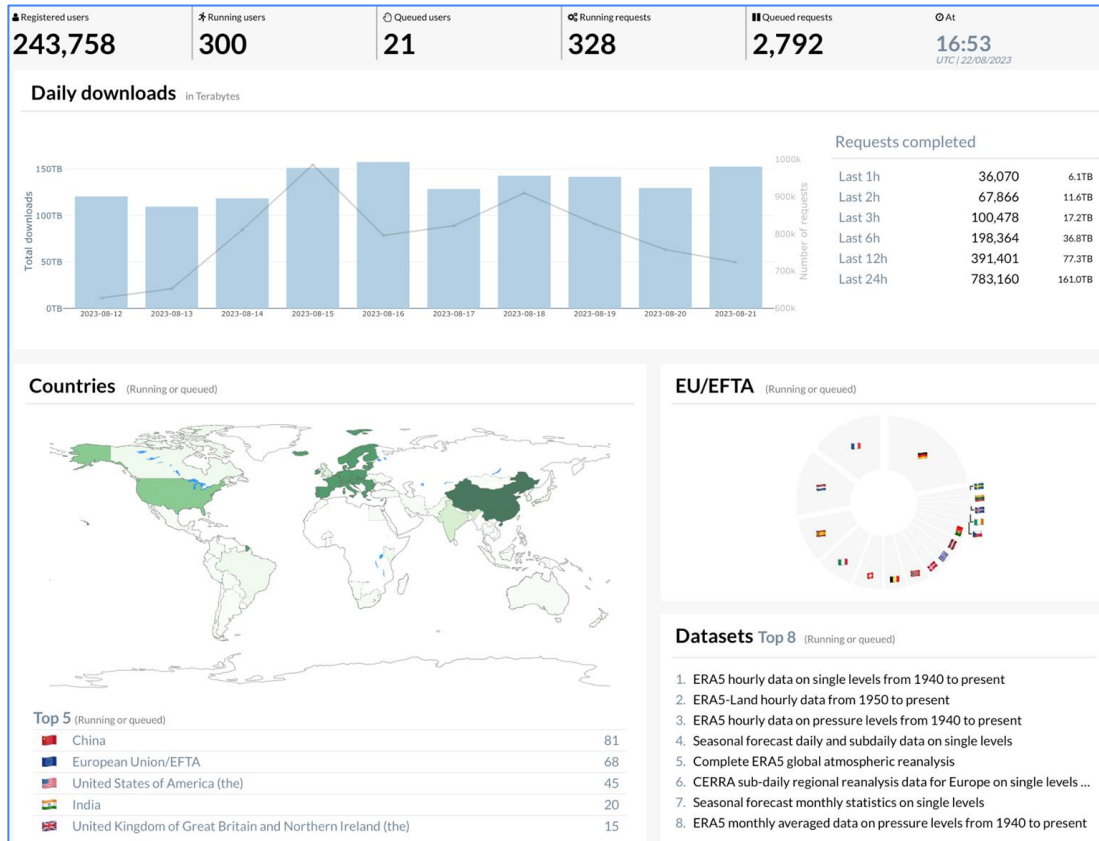 Registered users
243,758
Running users
300
Queued users
21
Running requests
328
Queued requests
2,792
At
16:53
UTC | 22/08/2023
Daily downloads in Terabytes
Total downloads
150TB
100TB
50TB
0TB
1000k
900k
800k
700k
600k
Number of requests
2023-08-12 2023-08-13 2023-08-14 2023-08-15 2023-08-16 2023-08-17 2023-08-18 2023-08-19 2023-08-20 2023-08-21
Requests completed
Last 1h 36,070 6.1TB
Last 2h 67,866 11.6TB
Last 3h 100,478 17.2TB
Last 6h 198,364 36.8TB
Last 12h 391,401 77.3TB
Last 24h 783,160 161.0TB
Countries (Running or queued)
Top 5 (Running or queued)
China 81
European Union/EFTA 68
United States of America (the) 45
India 20
United Kingdom of Great Britain and Northern Ireland (the) 15
EU/EFTA (Running or queued)
Datasets Top 8 (Running or queued)
1. ERA5 hourly data on single levels from 1940 to present
2. ERA5-Land hourly data from 1950 to present
3. ERA5 hourly data on pressure levels from 1940 to present
4. Seasonal forecast daily and subdaily data on single levels
5. Complete ERA5 global atmospheric reanalysis
6. CERRA sub-daily regional reanalysis data for Europe on single levels ...
7. Seasonal forecast monthly statistics on single levels
8. ERA5 monthly averaged data on pressure levels from 1940 to present